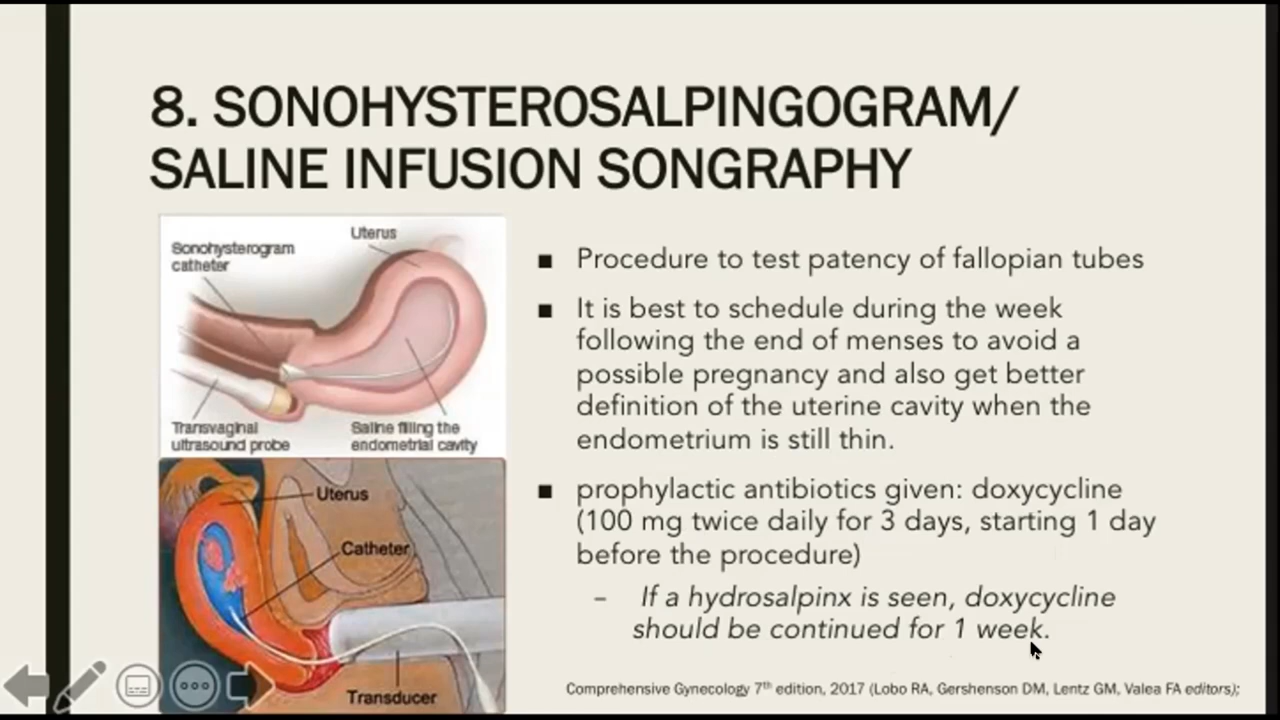 8. SONOHYSTEROSALPINGOGRAM/
SALINE INFUSION SONGRAPHY
Sonohysterogram
catheter
Uterus
Transvaginal
ultrasound probe
Saline filling the
endometrial cavity
Uterus
Catheter
Transducer
■ Procedure to test patency of fallopian tubes
■ It is best to schedule during the week
following the end of menses to avoid a
possible pregnancy and also get better
definition of the uterine cavity when the
endometrium is still thin.
■ prophylactic antibiotics given: doxycycline
(100 mg twice daily for 3 days, starting 1 day
before the procedure)
– If a hydrosalpinx is seen, doxycycline
should be continued for 1 week.
Comprehensive Gynecology 7th edition, 2017 (Lobo RA, Gershenson DM, Lentz GM, Valea FA editors);